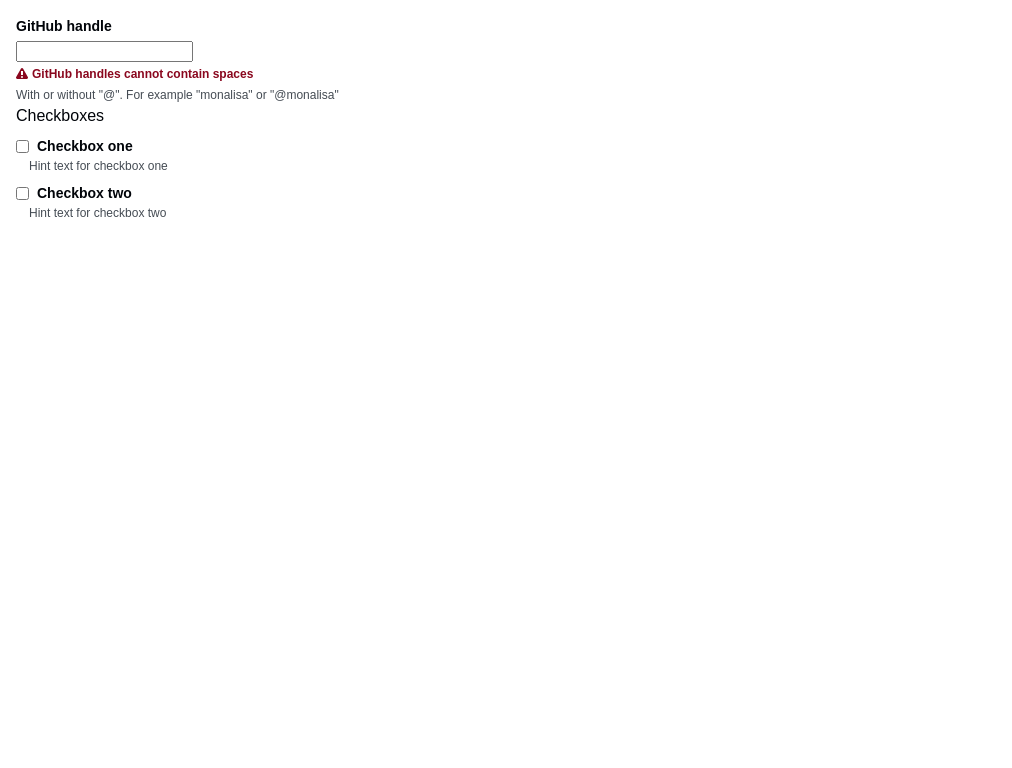 GitHub handle
GitHub handles cannot contain spaces
With or without "@". For example "monalisa" or "@monalisa"
Checkboxes
Checkbox one
Hint text for checkbox one
Checkbox two
Hint text for checkbox two